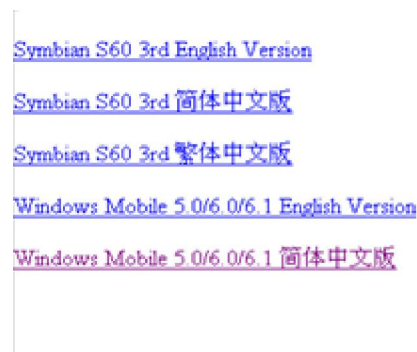 Symbian S60 3rd English Version
Symbian S60 3rd 简体中文版
Symbian S60 3rd 繁体中文版
Windows Mobile 5.0/6.0/6.1 English Version
Windows Mobile 5.0/6.0/6.1 简体中文版